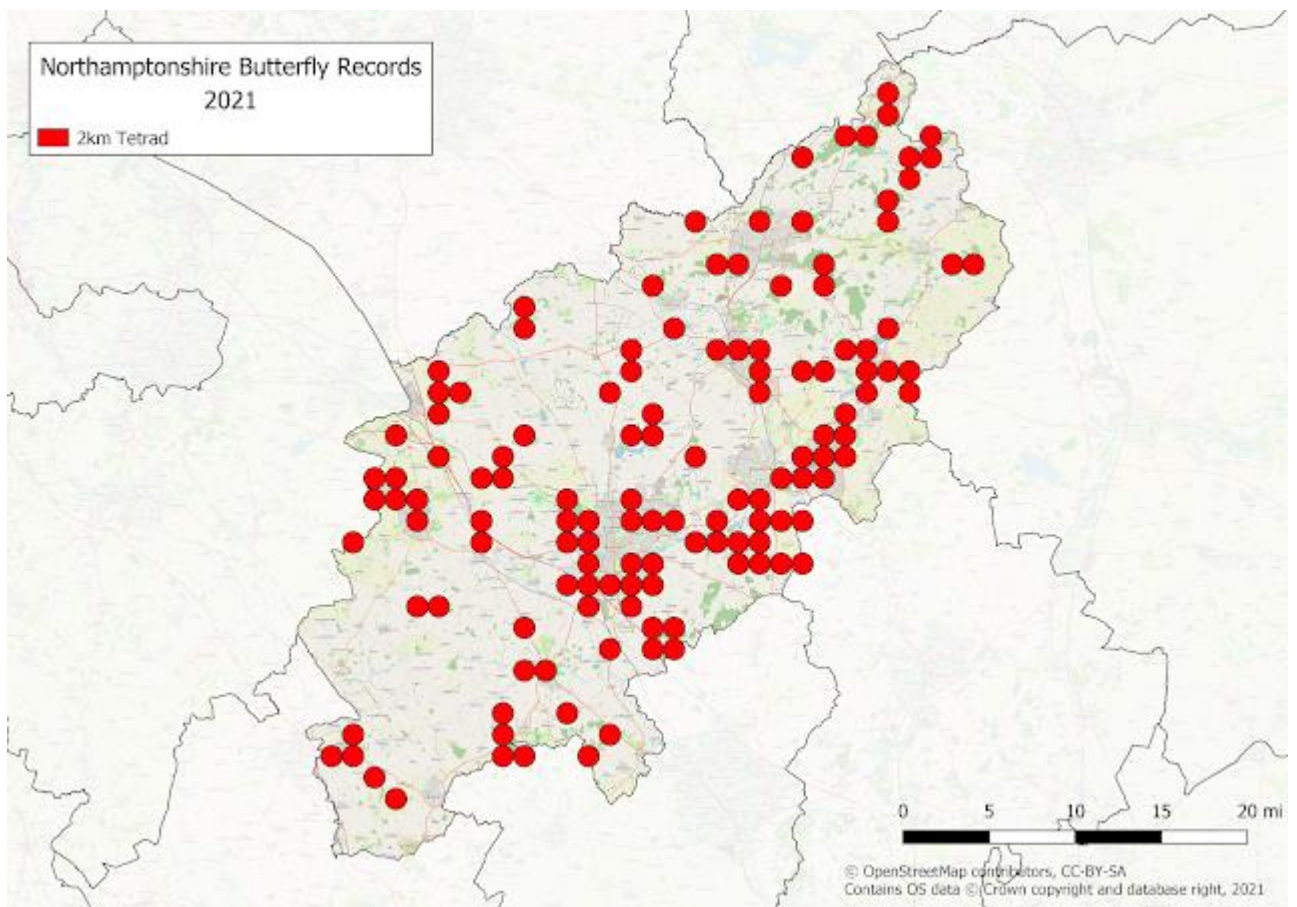 Northamptonshire Butterfly Records
2021
2km Tetrad
0 5 10 15 20 mi
© OpenStreetMap contributors, CC-BY-SA
Contains OS data © Crown copyright and database right, 2021